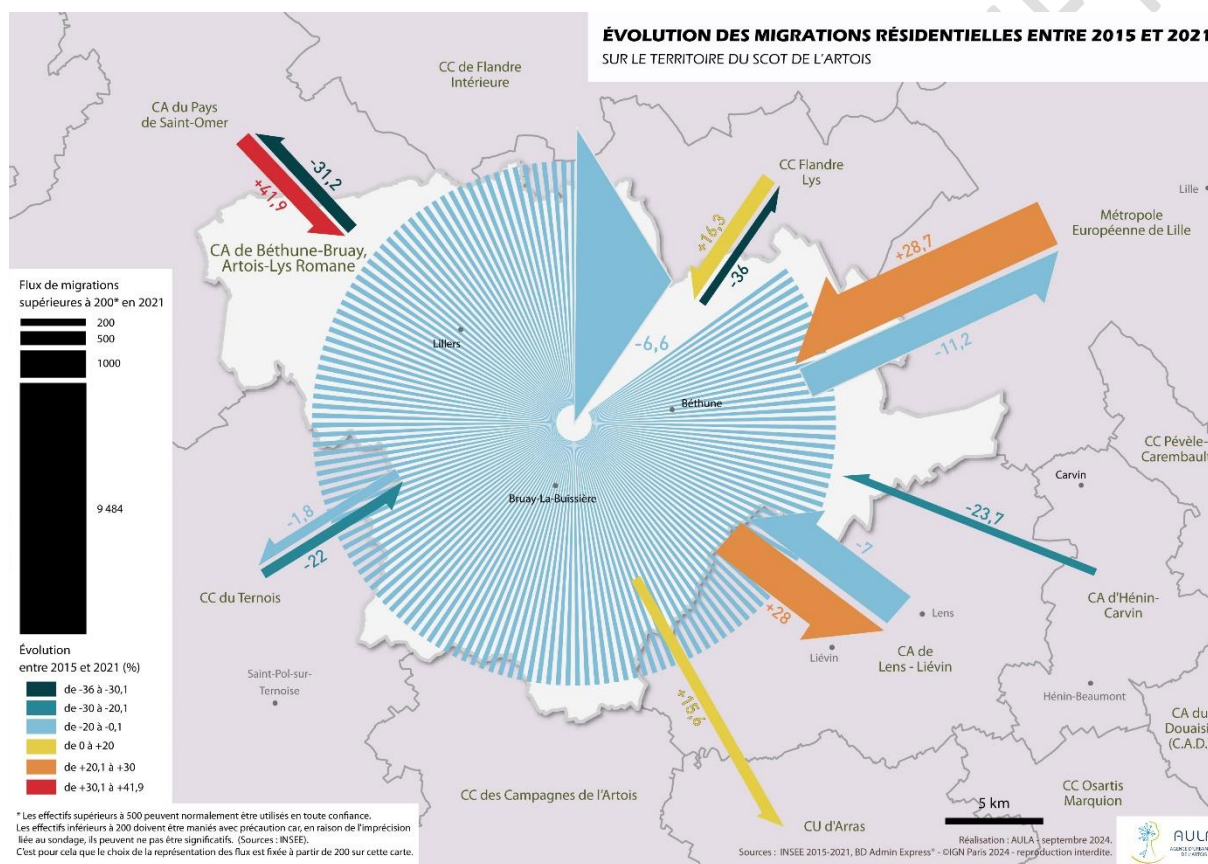 ÉVOLUTION DES MIGRATIONS RÉSIDENTIELLES ENTRE 2015 ET 2021
SUR LE TERRITOIRE DU SCOT DE L'ARTOIS
CC de Flandre
Intérieure
CA du Pays
de Saint-Omer
-31,2
+41,9
CC Flandre
Lys
+16,3
-36
Lille
Métropole
Européenne de Lille
+28,7
-11,2
CA de Béthune-Bruay,
Artois-Lys Romane
-6,6
Lillers
Béthune
Bruay-La-Buissière
Flux de migrations
supérieures à 200* en 2021
200
500
1000
9 484
CC Pévèle-
Carembault
Carvin
-23,7
-1,8
-22
CC du Ternois
-7
+28
Lens
Liévin
CA de
Lens - Liévin
CA d'Hénin-
Carvin
Hénin-Beaumont
Saint-Pol-sur-
Ternoise
+15,6
CA du
Douaisi
(C.A.D.
Évolution
entre 2015 et 2021 (%)
de -36 à -30,1
de -30 à -20,1
de -20 à -0,1
de 0 à +20
de +20,1 à +30
de +30,1 à +41,9
CC des Campagnes de l'Artois
CU d'Arras
5 km
CC Osartis
Marquion
* Les effectifs supérieurs à 500 peuvent normalement être utilisés en toute confiance.
Les effectifs inférieurs à 200 doivent être maniés avec précaution car, en raison de l'imprécision
liée au sondage, ils peuvent ne pas être significatifs. (Sources : INSEE).
C'est pour cela que le choix de la représentation des flux est fixée à partir de 200 sur cette carte.
Réalisation : AULA - septembre 2024.
Sources : INSEE 2015-2021, BD Admin Express® - ©IGN Paris 2024 - reproduction interdite.
AULA
AGENCE D'URBANI
DE L'ARTOIS